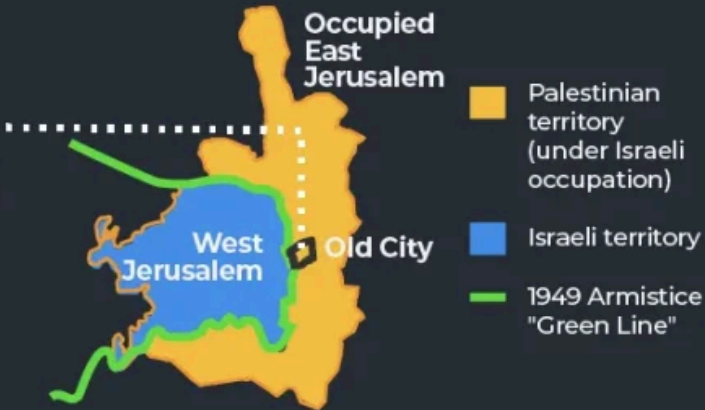 Occupied
East
Jerusalem
West
Jerusalem
Old City
Palestinian
territory
(under Israeli
occupation)
Israeli territory
1949 Armistice
"Green Line"